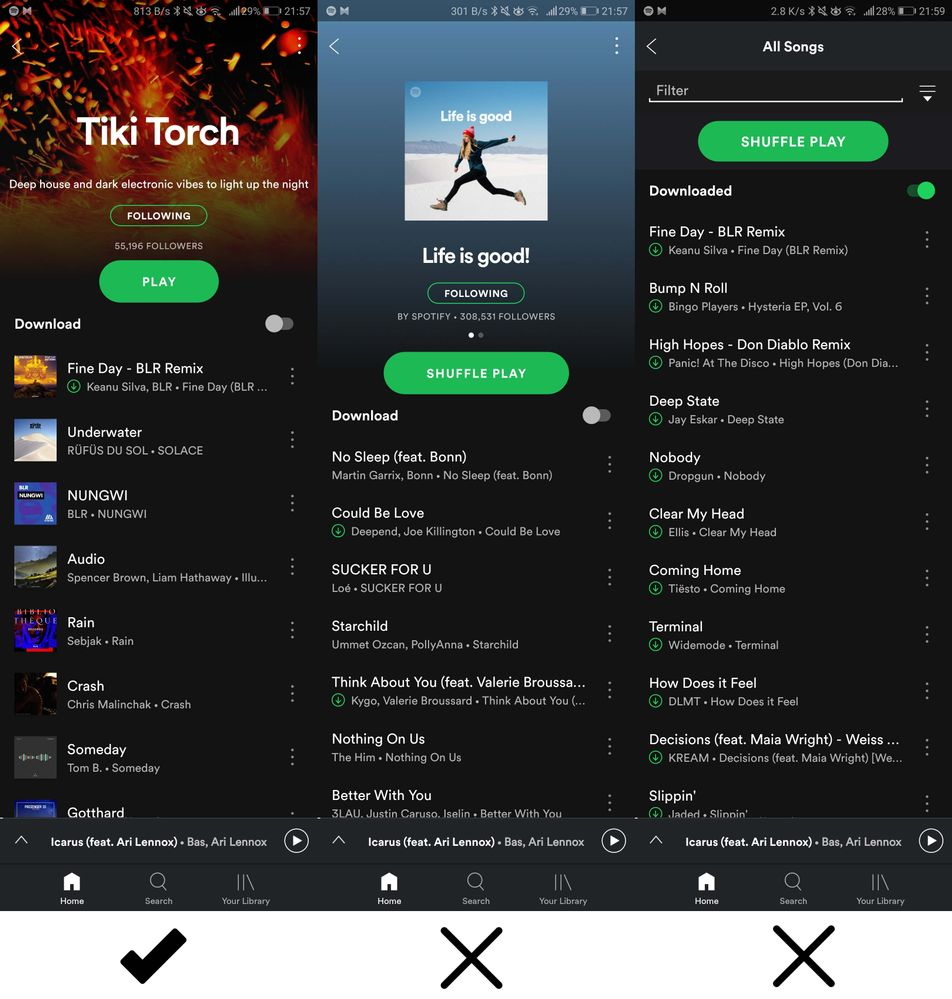 813 B/s 29% 21:57
Tiki Torch
Deep house and dark electronic vibes to light up the night
FOLLOWING
55,196 FOLLOWERS
PLAY
Download
Fine Day - BLR Remix
Keanu Silva, BLR • Fine Day (BLR ...
Underwater
RÜFÜS DU SOL • SOLACE
NUNGWI
BLR • NUNGWI
Audio
Spencer Brown, Liam Hathaway • Illu...
Rain
Sebjak • Rain
Crash
Chris Malinchak • Crash
Someday
Tom B. • Someday
Gotthard
Icarus (feat. Ari Lennox) • Bas, Ari Lennox
Home
Search
Your Library
301 B/s 29% 21:57
Life is good
Life is good!
FOLLOWING
BY SPOTIFY • 308,531 FOLLOWERS
SHUFFLE PLAY
Download
No Sleep (feat. Bonn)
Martin Garrix, Bonn • No Sleep (feat. Bonn)
Could Be Love
Deepend, Joe Killington • Could Be Love
SUCKER FOR U
Loé • SUCKER FOR U
Starchild
Ummet Ozcan, PollyAnna • Starchild
Think About You (feat. Valerie Broussa...
Kygo, Valerie Broussard • Think About You (...
Nothing On Us
The Him • Nothing On Us
Better With You
3LAU, Justin Caruso, Iselin • Better With You
Icarus (feat. Ari Lennox) • Bas, Ari Lennox
Home
Search
Your Library
2.8 K/s 28% 21:59
All Songs
Filter
SHUFFLE PLAY
Downloaded
Fine Day - BLR Remix
Keanu Silva • Fine Day (BLR Remix)
Bump N Roll
Bingo Players • Hysteria EP, Vol. 6
High Hopes - Don Diablo Remix
Panic! At The Disco • High Hopes (Don Dia...
Deep State
Jay Eskar • Deep State
Nobody
Dropgun • Nobody
Clear My Head
Ellis • Clear My Head
Coming Home
Tiësto • Coming Home
Terminal
Widemode • Terminal
How Does it Feel
DLMT • How Does it Feel
Decisions (feat. Maia Wright) - Weiss ...
KREAM • Decisions (feat. Maia Wright) [We...
Slippin'
Jaded • Slippin'
Icarus (feat. Ari Lennox) • Bas, Ari Lennox
Home
Search
Your Library